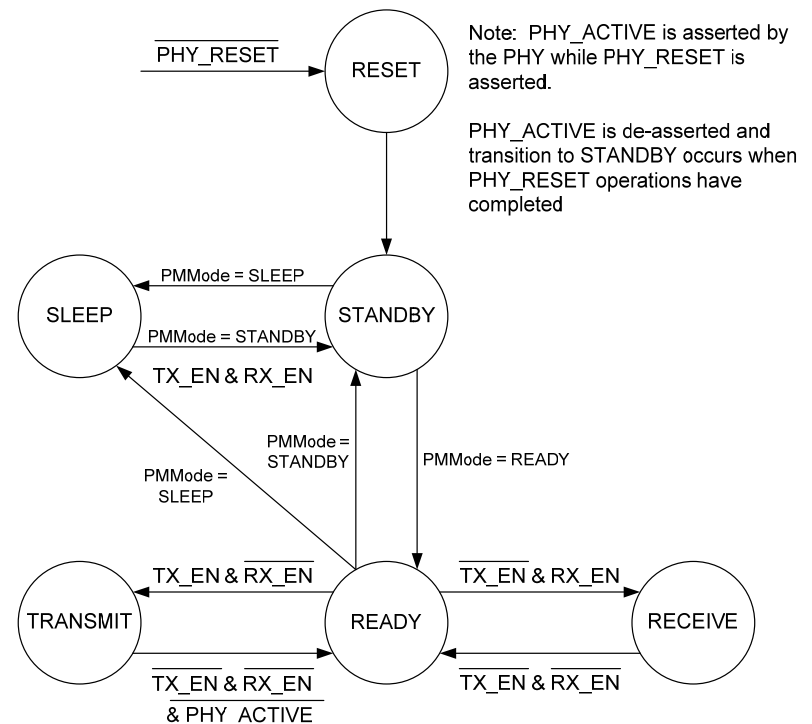 PHY_RESET
RESET
Note: PHY_ACTIVE is asserted by
the PHY while PHY_RESET is
asserted.
PHY_ACTIVE is de-asserted and
transition to STANDBY occurs when
PHY_RESET operations have
completed
PMMode = SLEEP
SLEEP
STANDBY
PMMode = STANDBY
TX_EN & RX_EN
PMMode =
STANDBY
PMMode = READY
PMMode =
SLEEP
TX_EN & RX_EN
TX_EN & RX_EN
TRANSMIT
READY
RECEIVE
TX_EN & RX_EN
& PHY_ACTIVE
TX_EN & RX_EN